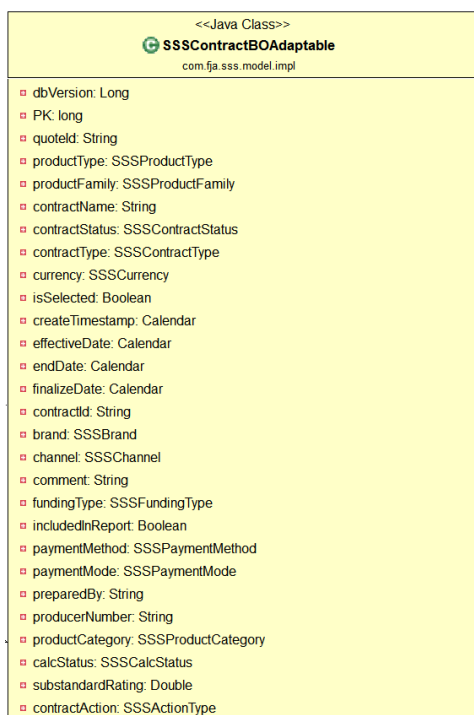 <<Java Class>>
C SSSContractBOAdaptable
com.fja.sss.model.impl
dbVersion: Long
PK: long
quoteId: String
productType: SSSProductType
productFamily: SSSProductFamily
contractName: String
contractStatus: SSSContractStatus
contractType: SSSContractType
currency: SSSCurrency
isSelected: Boolean
createTimestamp: Calendar
effectiveDate: Calendar
endDate: Calendar
finalizeDate: Calendar
contractId: String
brand: SSSBrand
channel: SSSChannel
comment: String
fundingType: SSSFundingType
includedInReport: Boolean
paymentMethod: SSSPaymentMethod
paymentMode: SSSPaymentMode
preparedBy: String
producerNumber: String
productCategory: SSSProductCategory
calcStatus: SSSCalcStatus
substandardRating: Double
contractAction: SSSActionType